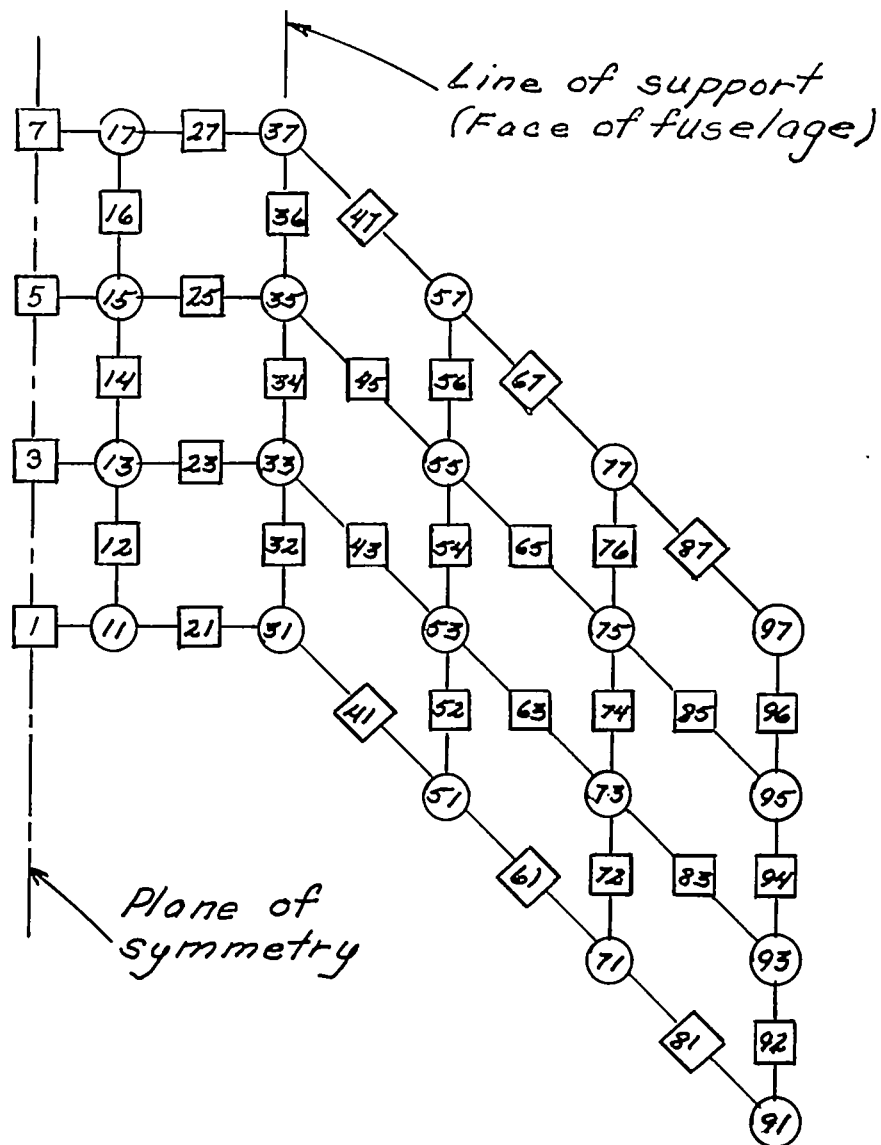 Line of support
(Face of fuselage)
7 17 27 37
16 36 47
5 15 25 35 57
14 34 45 56 67
3 13 23 33 55 77
12 32 43 54 65 76 87
1 11 21 31 53 75 97
41 52 63 74 85 96
51 73 95
61 72 83 94
Plane of
symmetry
71 93
81 92
91